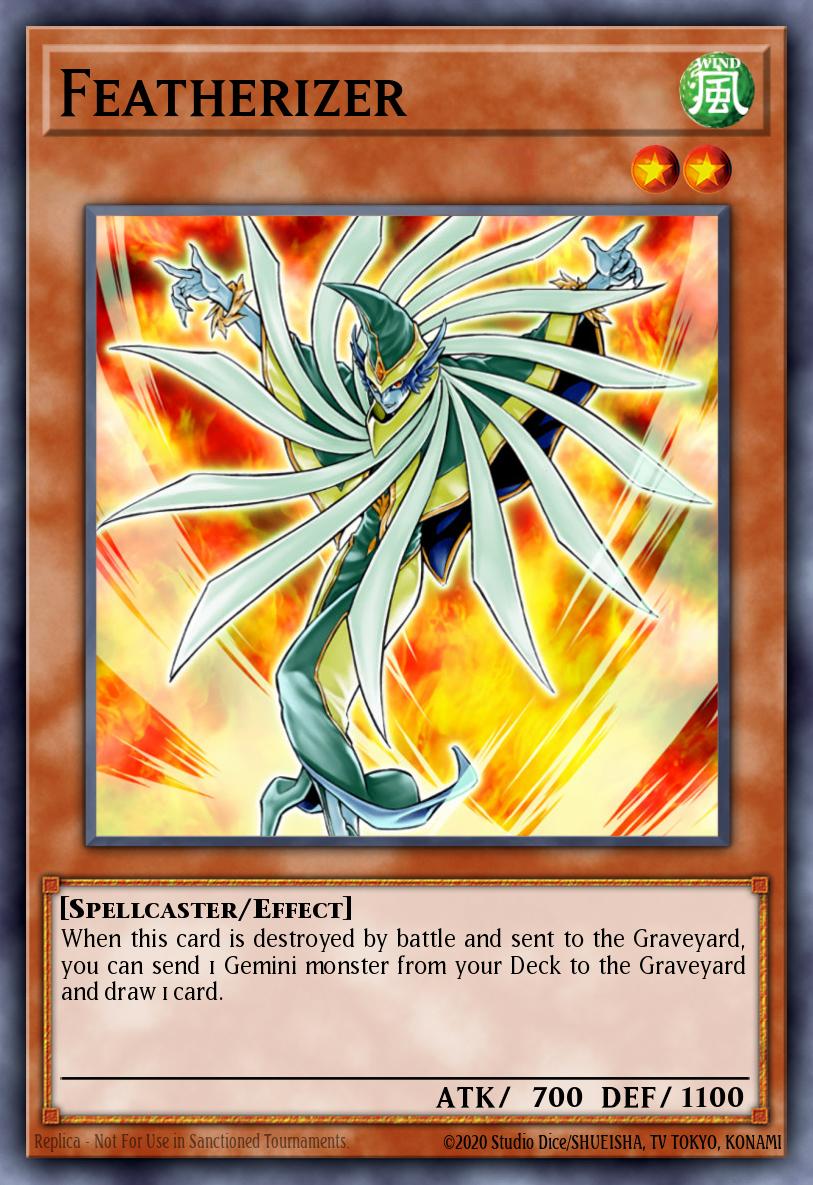 Featherizer
WIND
風
[Spellcaster/Effect]
When this card is destroyed by battle and sent to the Graveyard,
you can send 1 Gemini monster from your Deck to the Graveyard
and draw 1 card.
ATK/ 700 DEF/ 1100
Replica - Not For Use in Sanctioned Tournaments.
©2020 Studio Dice/SHUEISHA, TV TOKYO, KONAMI